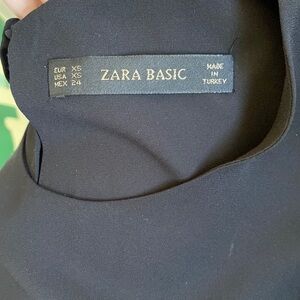 EUR XS
USA XS
MEX 24
ZARA BASIC
MADE
IN
TURKEY